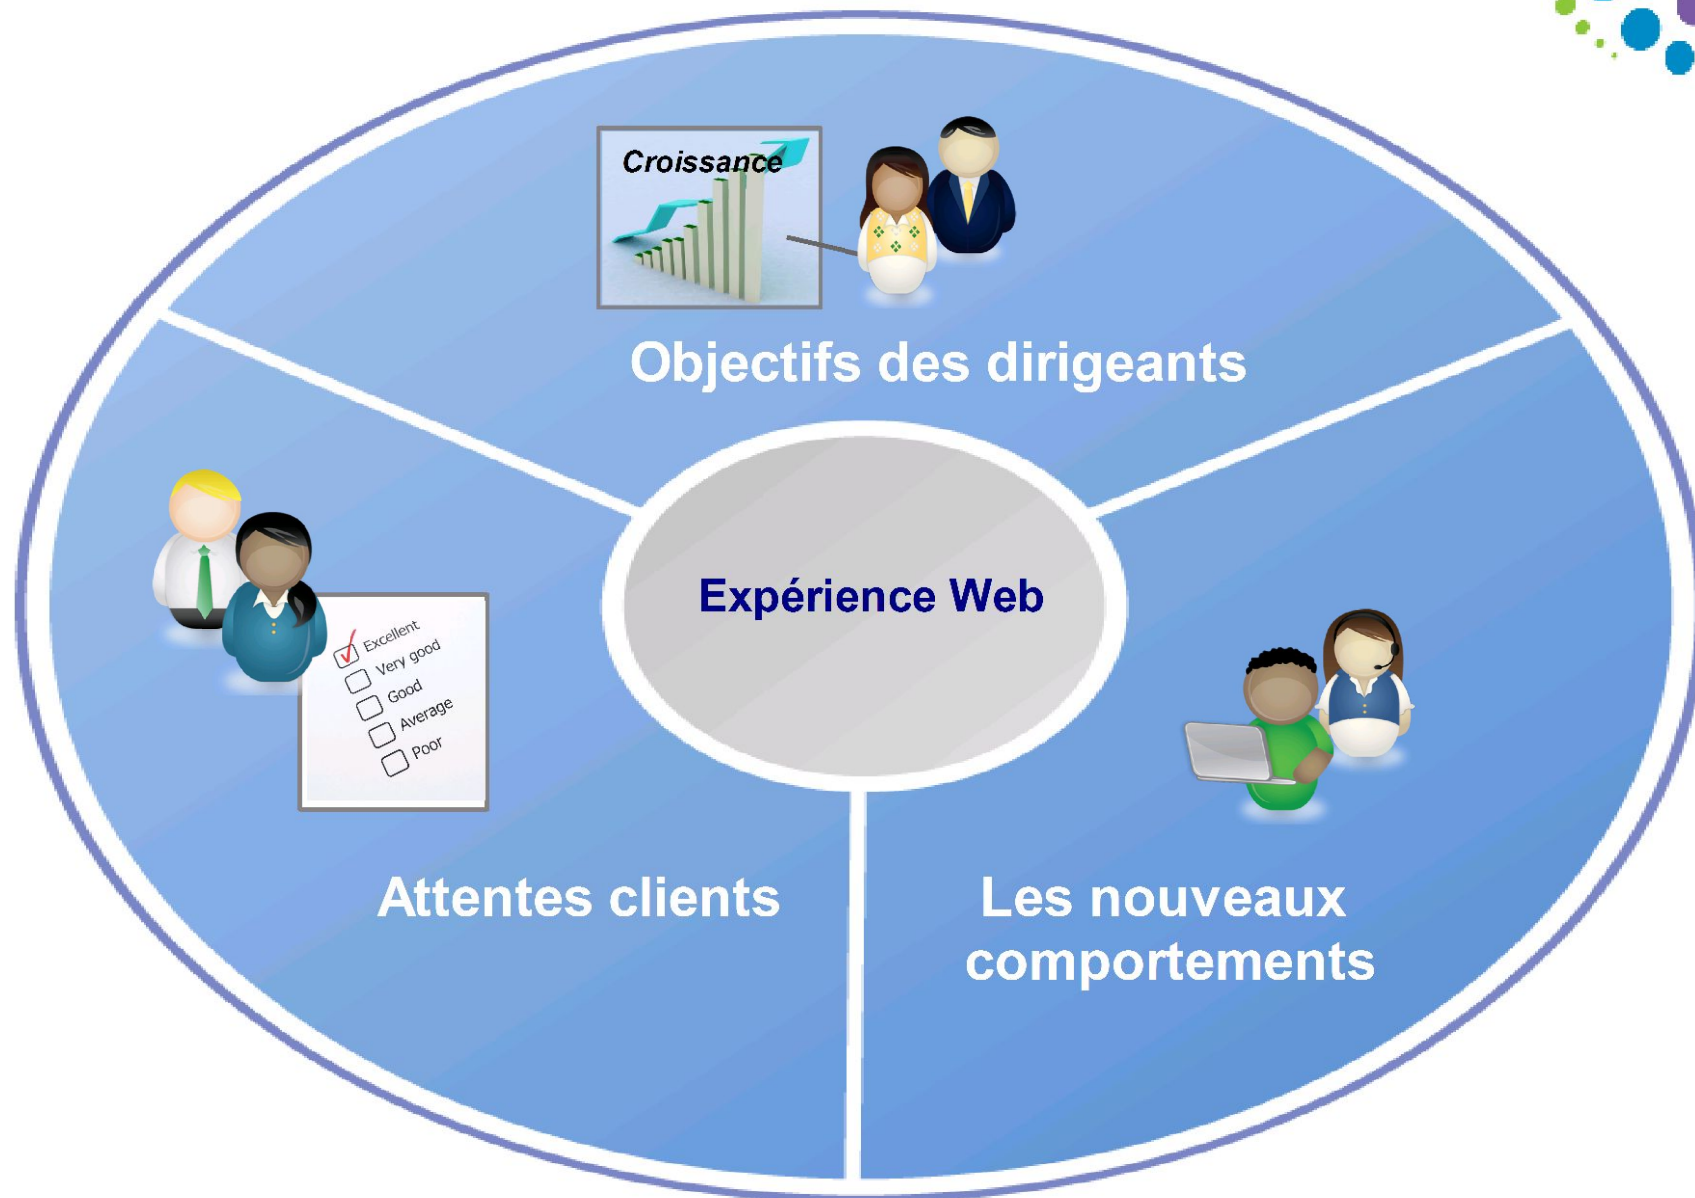 Croissance
Objectifs des dirigeants
Expérience Web
Excellent
Very good
Good
Average
Poor
Attentes clients
Les nouveaux
comportements